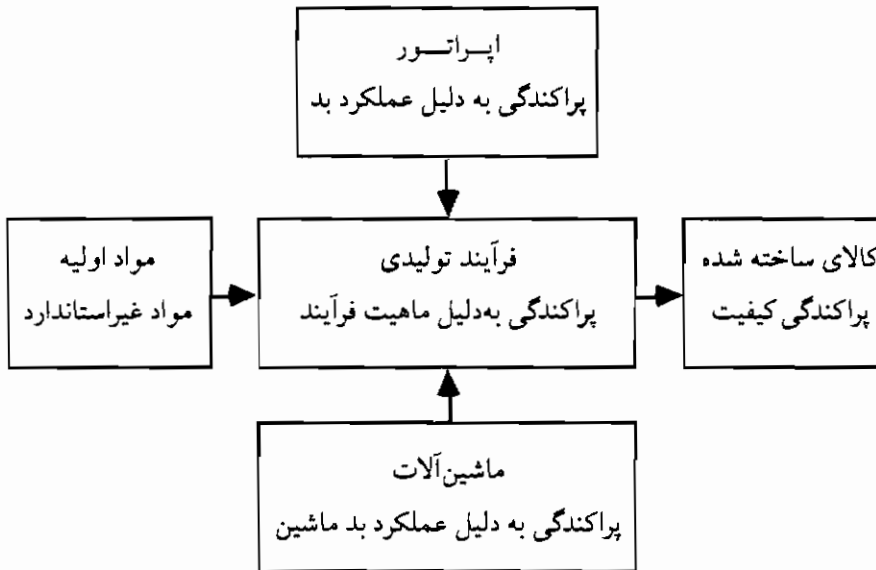 اپــراتــور
پراکندگی به دلیل عملکرد بد
کالای ساخته شده
پراکندگی کیفیت
فرآیند تولیدی
پراکندگی به‌دلیل ماهیت فرآیند
مواد اولیه
مواد غیراستاندارد
ماشین‌آلات
پراکندگی به دلیل عملکرد بد ماشین